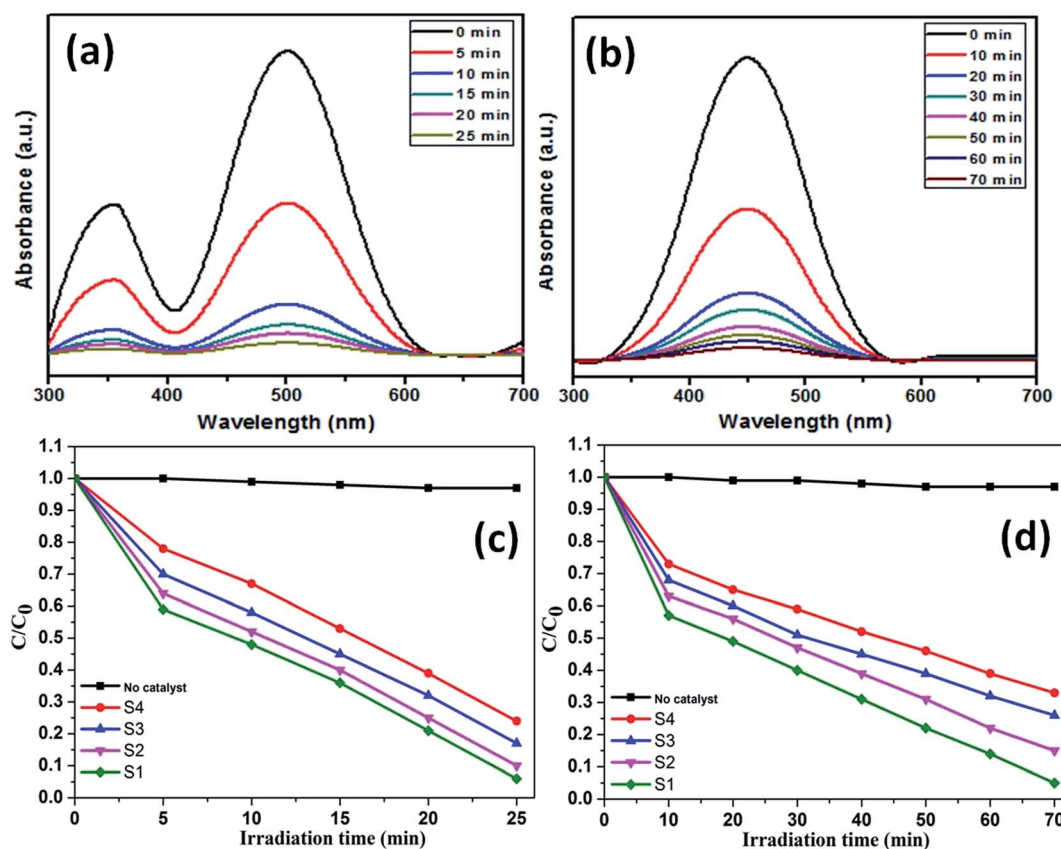 (a)
0 min
5 min
10 min
15 min
20 min
25 min
Absorbance (a.u.)
300 400 500 600 700
Wavelength (nm)
(b)
0 min
10 min
20 min
30 min
40 min
50 min
60 min
70 min
Absorbance (a.u.)
300 400 500 600 700
Wavelength (nm)
(c)
1.1
1.0
0.9
0.8
0.7
0.6
0.5
0.4
0.3
0.2
0.1
0.0
C/C0
No catalyst
S4
S3
S2
S1
0 5 10 15 20 25
Irradiation time (min)
(d)
1.1
1.0
0.9
0.8
0.7
0.6
0.5
0.4
0.3
0.2
0.1
0.0
C/C0
No catalyst
S4
S3
S2
S1
0 10 20 30 40 50 60 70
Irradiation time (min)